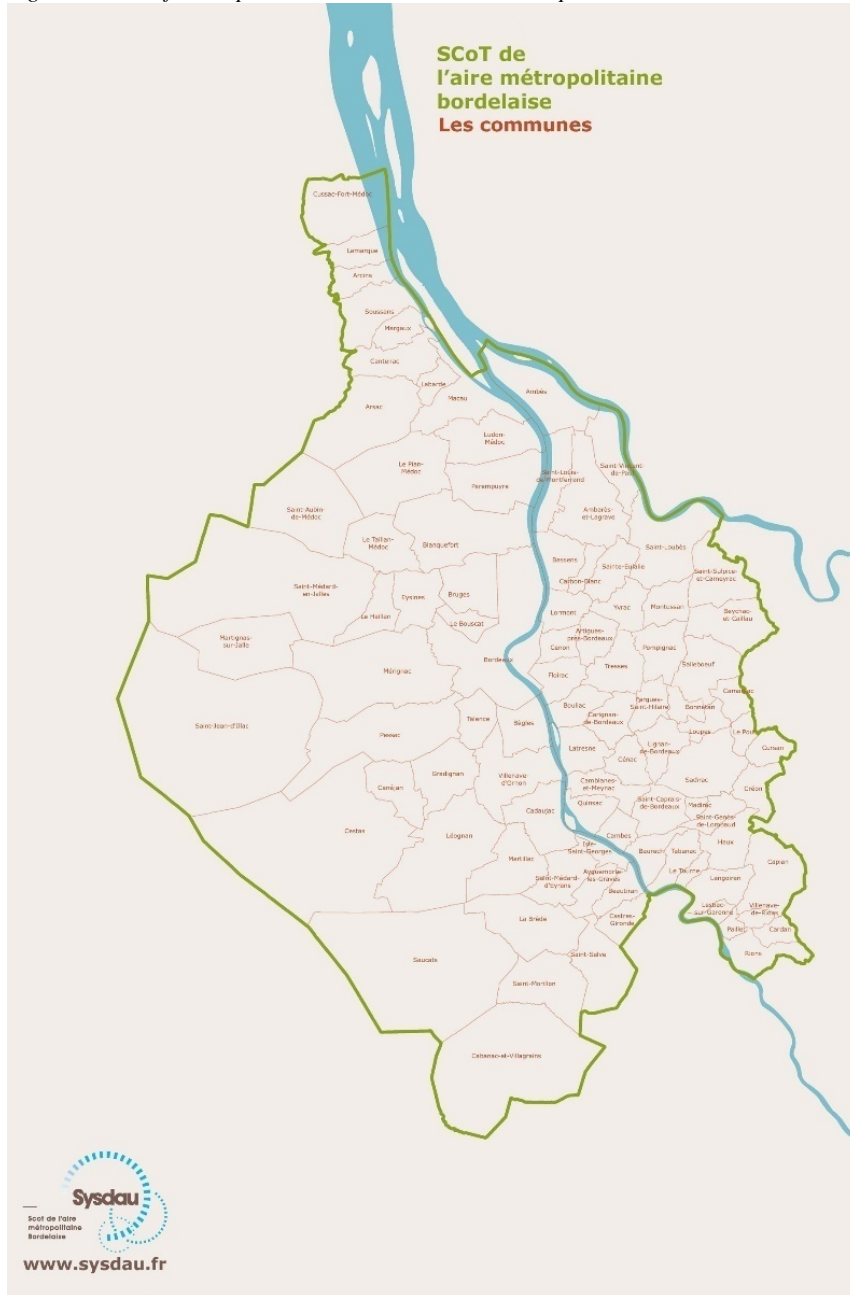 SCoT de
l'aire métropolitaine
bordelaise
Les communes
Cussac-Fort-Médoc
Lamarque
Arcins
Soussans
Margaux
Cantenac
Labarde
Macau
Arsac
Ambès
Ludon-
Médoc
Le Pian-
Médoc
Parempuyre
Saint-Louis-
de-Montferrand
Saint-Vincent-
de-Paul
Saint-Aubin-
de-Médoc
Ambarès-
et-Lagrave
Le Taillan-
Médoc
Blanquefort
Saint-Loubès
Bassens
Sainte-Eulalie
Carbon-Blanc
Saint-Sulpice-
et-Cameyrac
Saint-Médard-
en-Jalles
Eysines
Bruges
Le Haillan
Le Bouscat
Lormont
Yvrac
Montussan
Beychac-
et-Caillau
Martignas-
sur-Jalle
Artigues-
près-Bordeaux
Cenon
Pompignac
Bordeaux
Mérignac
Floirac
Tresses
Salleboeuf
Camarsac
Saint-Jean-d'Illac
Bouliac
Carignan-
de-Bordeaux
Fargues-
Saint-Hilaire
Bonnetan
Talence
Bègles
Pessac
Loupes
Le Pout
Cursan
Latresne
Cénac
Lignan-
de-Bordeaux
Gradignan
Villenave-
d'Ornon
Canéjan
Camblanes-
et-Meynac
Sadirac
Créon
Quinsac
Saint-Caprais-
de-Bordeaux
Madirac
Saint-Genès-
de-Lombaud
Cestas
Léognan
Cadaujac
Cambes
Isle-
Saint-Georges
Baurech
Tabanac
Haux
Capian
Martillac
Saint-Médard-
d'Eyrans
Ayguemorte-
les-Graves
Le Tourne
Langoiran
Beautiran
La Brède
Castres-
Gironde
Lestiac-
sur-Garonne
Villenave-
de-Rions
Paillet
Cardan
Rions
Saucats
Saint-Selve
Saint-Morillon
Cabanac-et-Villagrains
Sysdau
Scot de l'aire
métropolitaine
Bordelaise
www.sysdau.fr